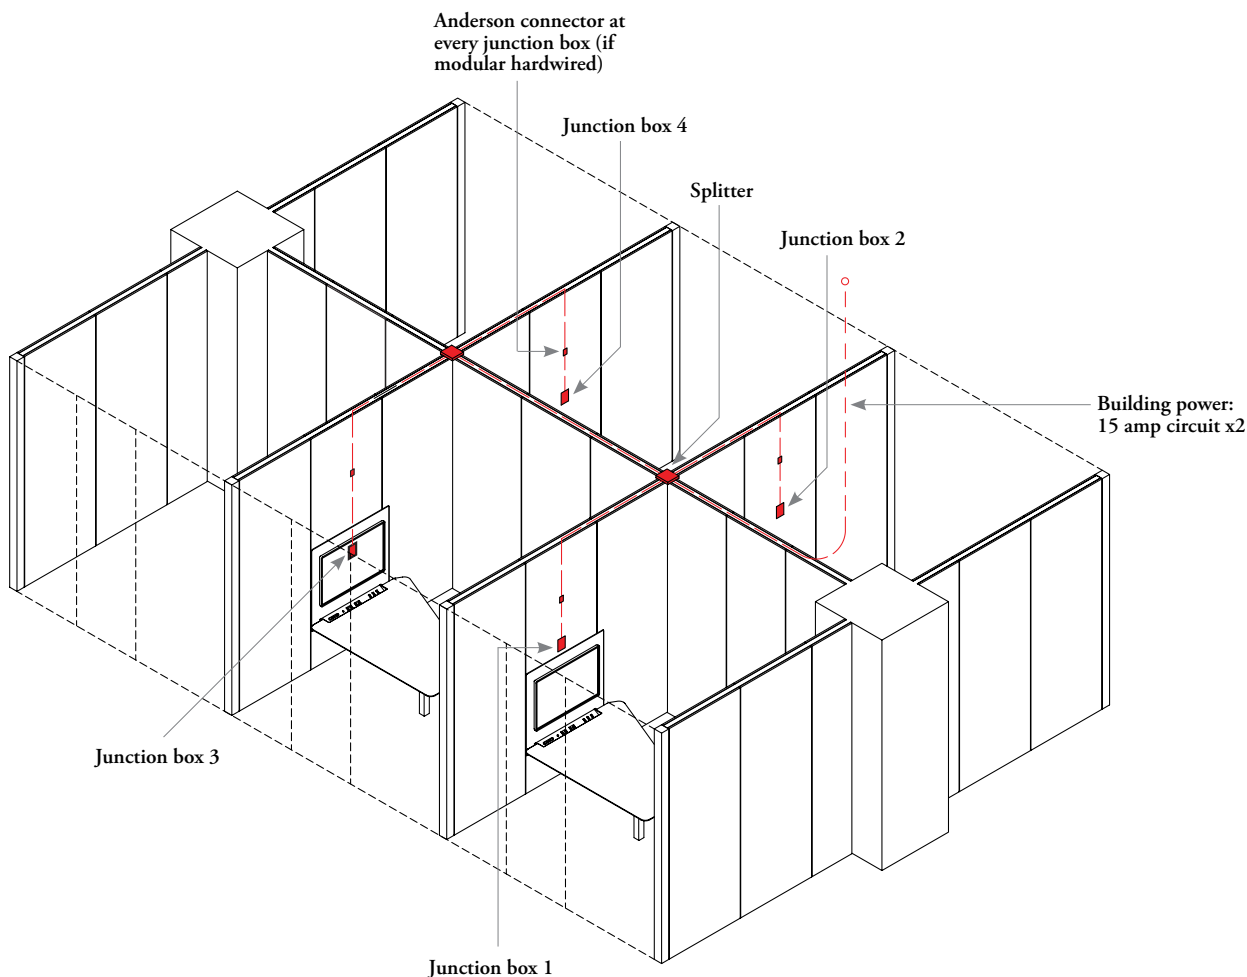 Anderson connector at
every junction box (if
modular hardwired)
Junction box 4
Splitter
Junction box 2
Building power:
15 amp circuit x2
Junction box 3
Junction box 1